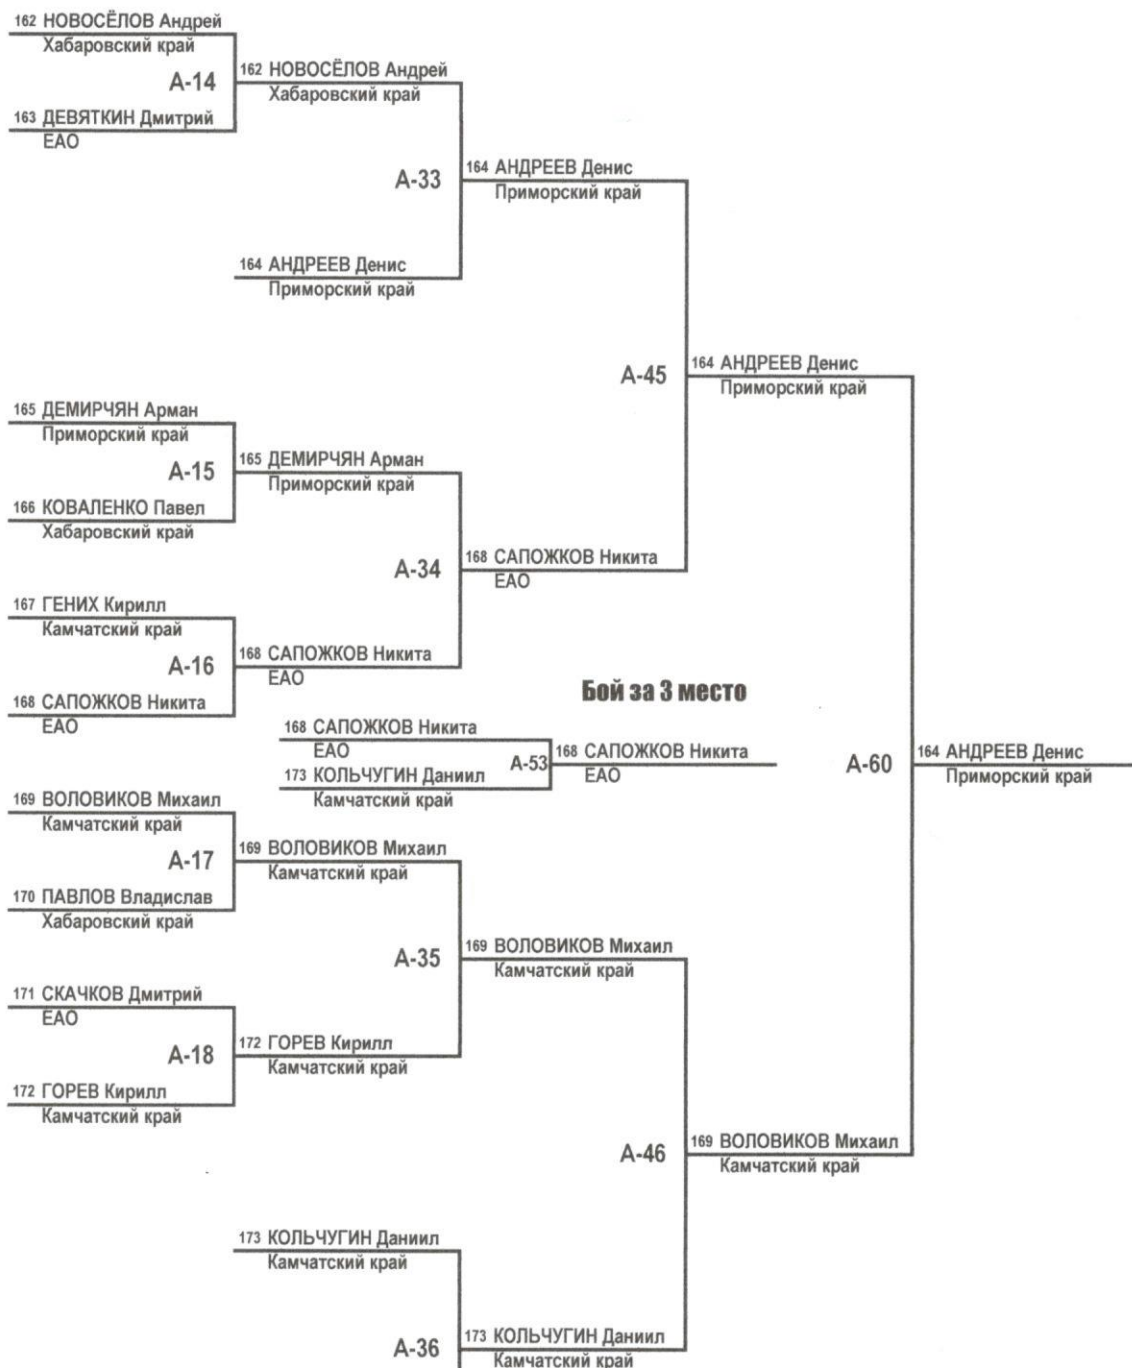 162 НОВОСЁЛОВ Андрей
Хабаровский край
А-14
163 ДЕВЯТКИН Дмитрий
ЕАО
162 НОВОСЁЛОВ Андрей
Хабаровский край
А-33
164 АНДРЕЕВ Денис
Приморский край
164 АНДРЕЕВ Денис
Приморский край
А-45
164 АНДРЕЕВ Денис
Приморский край
165 ДЕМИРЧЯН Арман
Приморский край
А-15
166 КОВАЛЕНКО Павел
Хабаровский край
165 ДЕМИРЧЯН Арман
Приморский край
А-34
168 САПОЖКОВ Никита
ЕАО
167 ГЕНИХ Кирилл
Камчатский край
А-16
168 САПОЖКОВ Никита
ЕАО
168 САПОЖКОВ Никита
ЕАО
Бой за 3 место
168 САПОЖКОВ Никита
ЕАО
А-53
173 КОЛЬЧУГИН Даниил
Камчатский край
168 САПОЖКОВ Никита
ЕАО
А-60
164 АНДРЕЕВ Денис
Приморский край
169 ВОЛОВИКОВ Михаил
Камчатский край
А-17
170 ПАВЛОВ Владислав
Хабаровский край
169 ВОЛОВИКОВ Михаил
Камчатский край
А-35
169 ВОЛОВИКОВ Михаил
Камчатский край
171 СКАЧКОВ Дмитрий
ЕАО
А-18
172 ГОРЕВ Кирилл
Камчатский край
172 ГОРЕВ Кирилл
Камчатский край
А-46
169 ВОЛОВИКОВ Михаил
Камчатский край
173 КОЛЬЧУГИН Даниил
Камчатский край
А-36
173 КОЛЬЧУГИН Даниил
Камчатский край